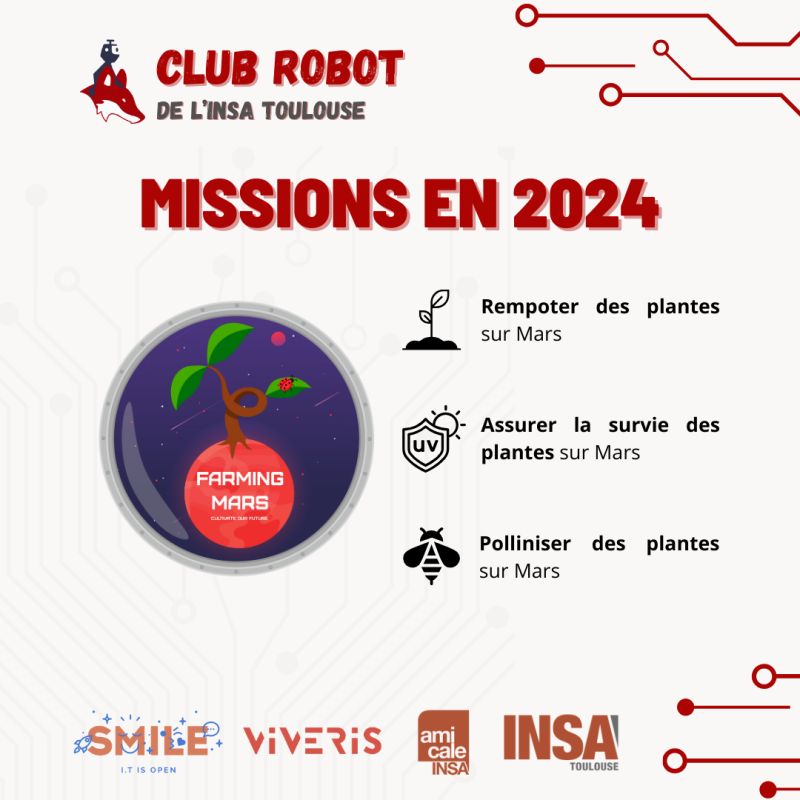 CLUB ROBOT
DE L'INSA TOULOUSE
MISSIONS EN 2024
FARMING
MARS
CULTIVATE OUR FUTURE
Rempoter des plantes
sur Mars
UV
Assurer la survie des
plantes sur Mars
Polliniser des plantes
sur Mars
SMILE
I.T IS OPEN
ViVERiS
ami
cale
INSA
INSA
TOULOUSE